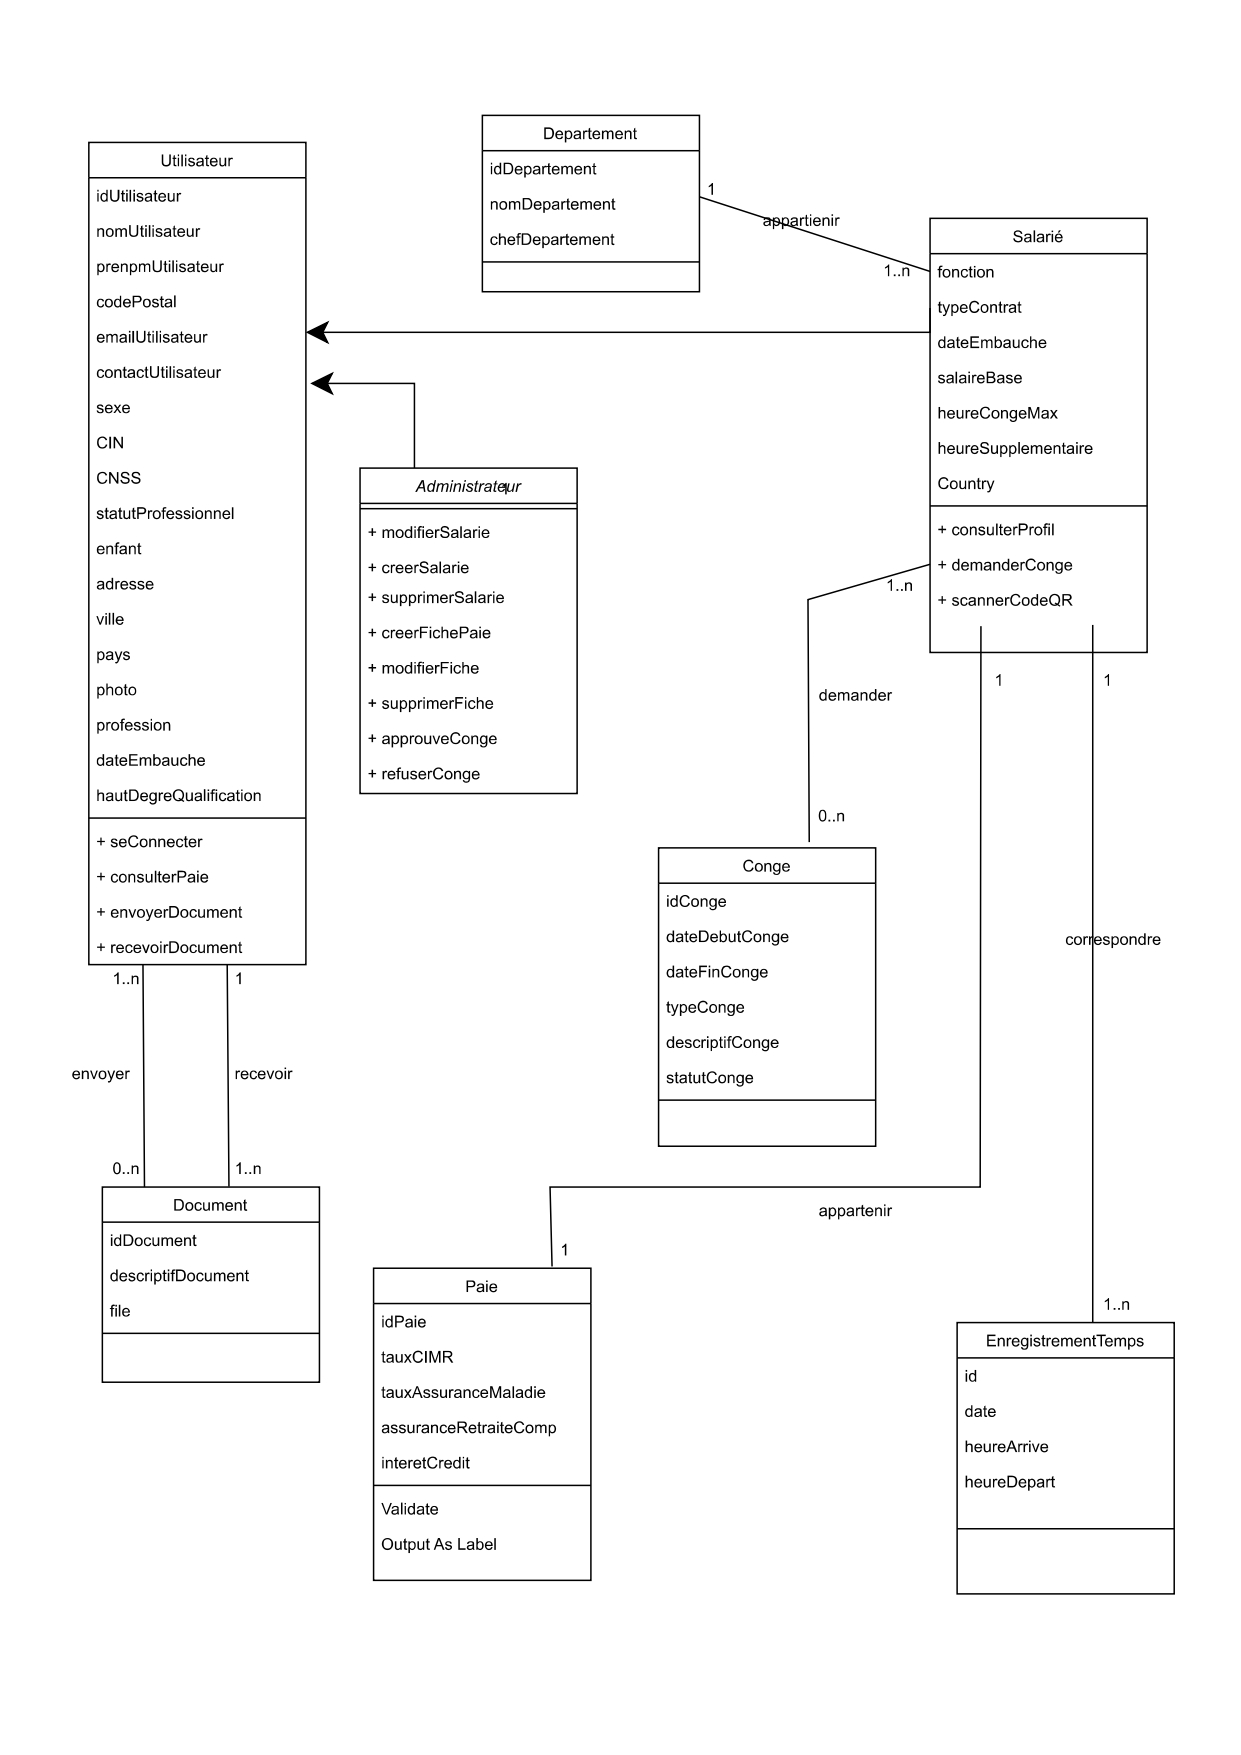 Departement
idDepartement
nomDepartement
chefDepartement
1
appartienir
1..n
Utilisateur
idUtilisateur
nomUtilisateur
prenpmUtilisateur
codePostal
emailUtilisateur
contactUtilisateur
sexe
CIN
CNSS
statutProfessionnel
enfant
adresse
ville
pays
photo
profession
dateEmbauche
hautDegreQualification
+ seConnecter
+ consulterPaie
+ envoyerDocument
+ recevoirDocument
Salarié
fonction
typeContrat
dateEmbauche
salaireBase
heureCongeMax
heureSupplementaire
Country
+ consulterProfil
+ demanderConge
+ scannerCodeQR
Administrateur
+ modifierSalarie
+ creerSalarie
+ supprimerSalarie
+ creerFichePaie
+ modifierFiche
+ supprimerFiche
+ approuveConge
+ refuserConge
1..n
demander
0..n
1
1
Conge
idConge
dateDebutConge
dateFinConge
typeConge
descriptifConge
statutConge
correspondre
1..n
1
envoyer
recevoir
0..n
1..n
Document
idDocument
descriptifDocument
file
appartenir
1
Paie
idPaie
tauxCIMR
tauxAssuranceMaladie
assuranceRetraiteComp
interetCredit
Validate
Output As Label
1..n
EnregistrementTemps
id
date
heureArrive
heureDepart